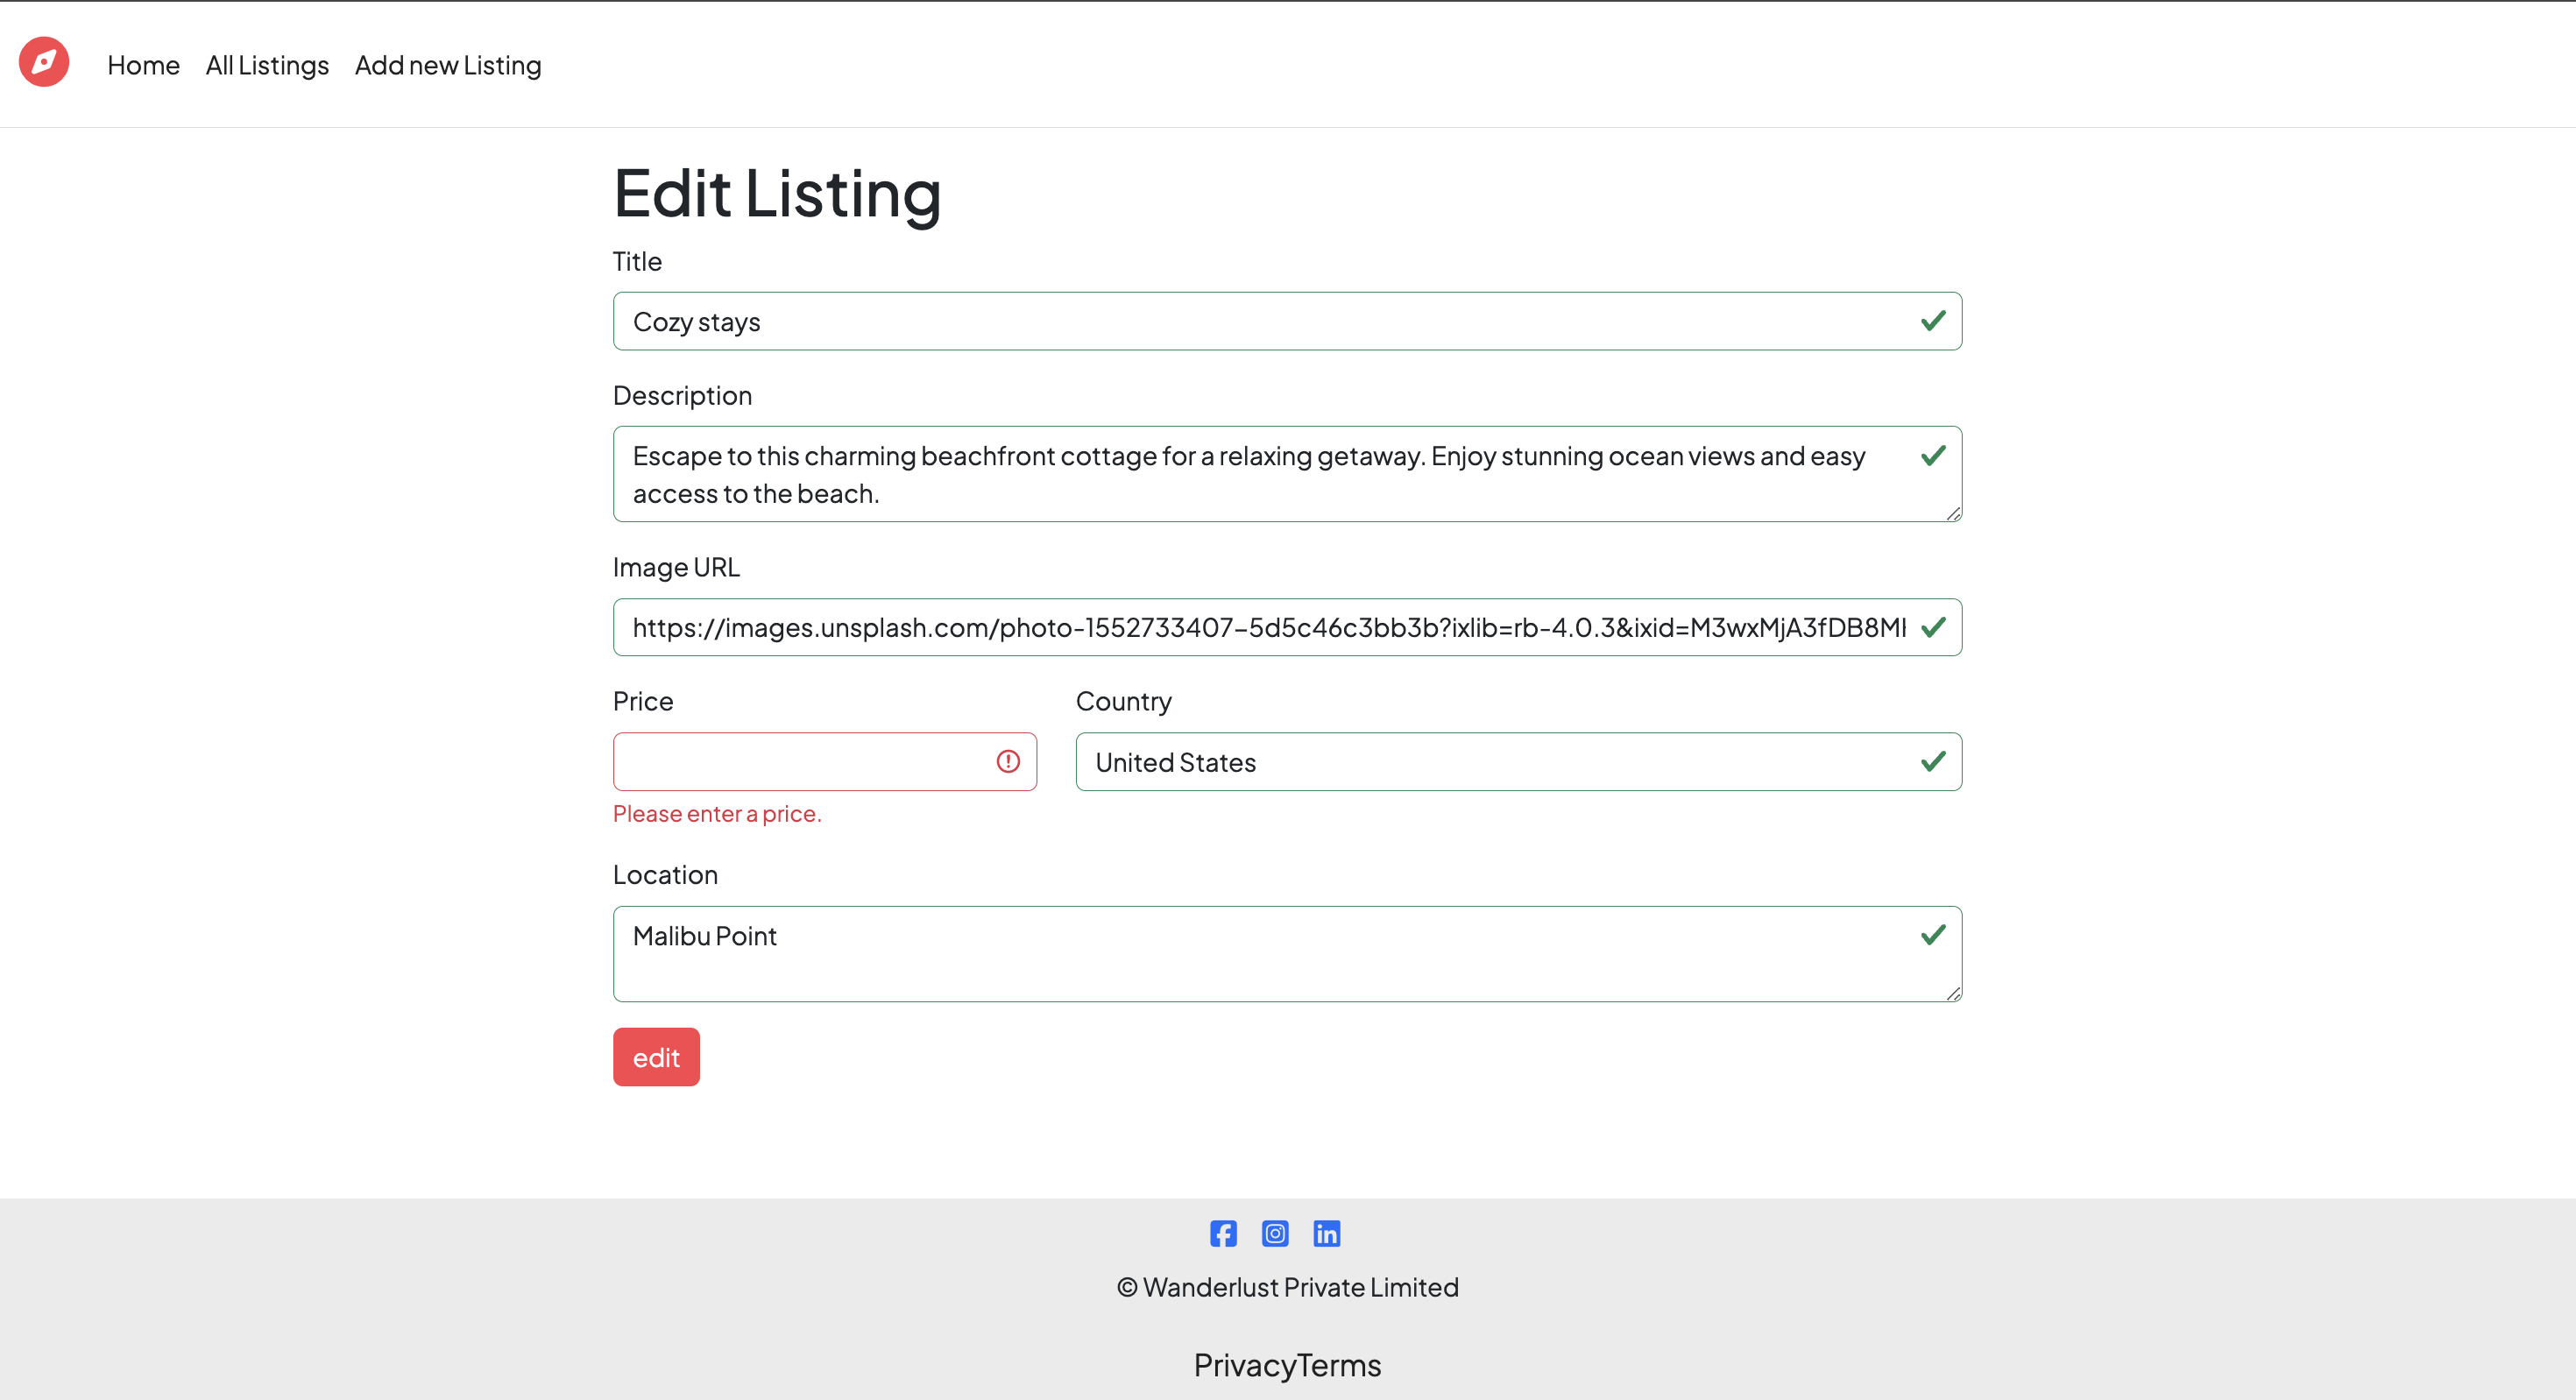 Home All Listings Add new Listing
Edit Listing
Title
Cozy stays
Description
Escape to this charming beachfront cottage for a relaxing getaway. Enjoy stunning ocean views and easy
access to the beach.
Image URL
https://images.unsplash.com/photo-1552733407-5d5c46c3bb3b?ixlib=rb-4.0.3&ixid=M3wxMjA3fDB8M
Price Country
United States
Please enter a price.
Location
Malibu Point
edit
© Wanderlust Private Limited
PrivacyTerms